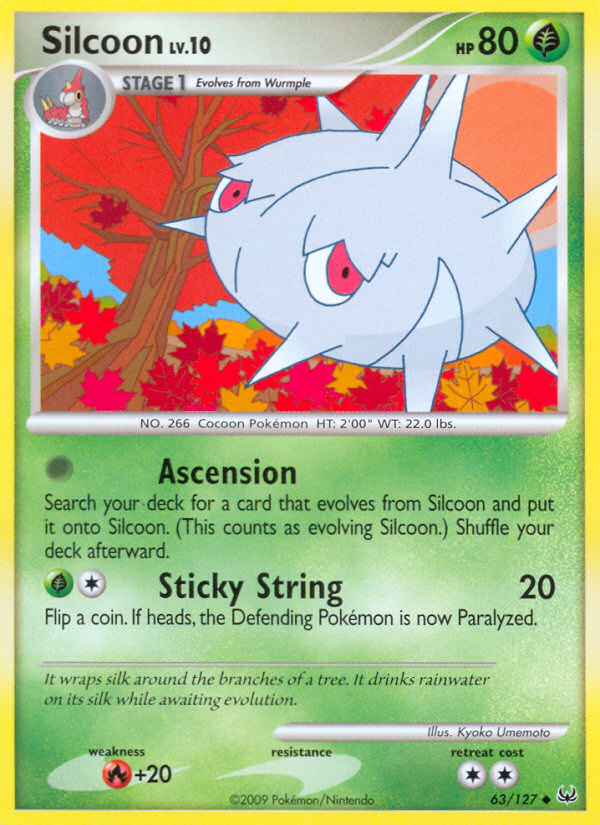 Silcoon LV.10
HP 80
STAGE 1 Evolves from Wurmple
NO. 266 Cocoon Pokémon HT: 2'00" WT: 22.0 lbs.
Ascension
Search your deck for a card that evolves from Silcoon and put
it onto Silcoon. (This counts as evolving Silcoon.) Shuffle your
deck afterward.
Sticky String 20
Flip a coin. If heads, the Defending Pokémon is now Paralyzed.
It wraps silk around the branches of a tree. It drinks rainwater
on its silk while awaiting evolution.
Illus. Kyoko Umemoto
weakness resistance retreat cost
+20
©2009 Pokémon/Nintendo 63/127